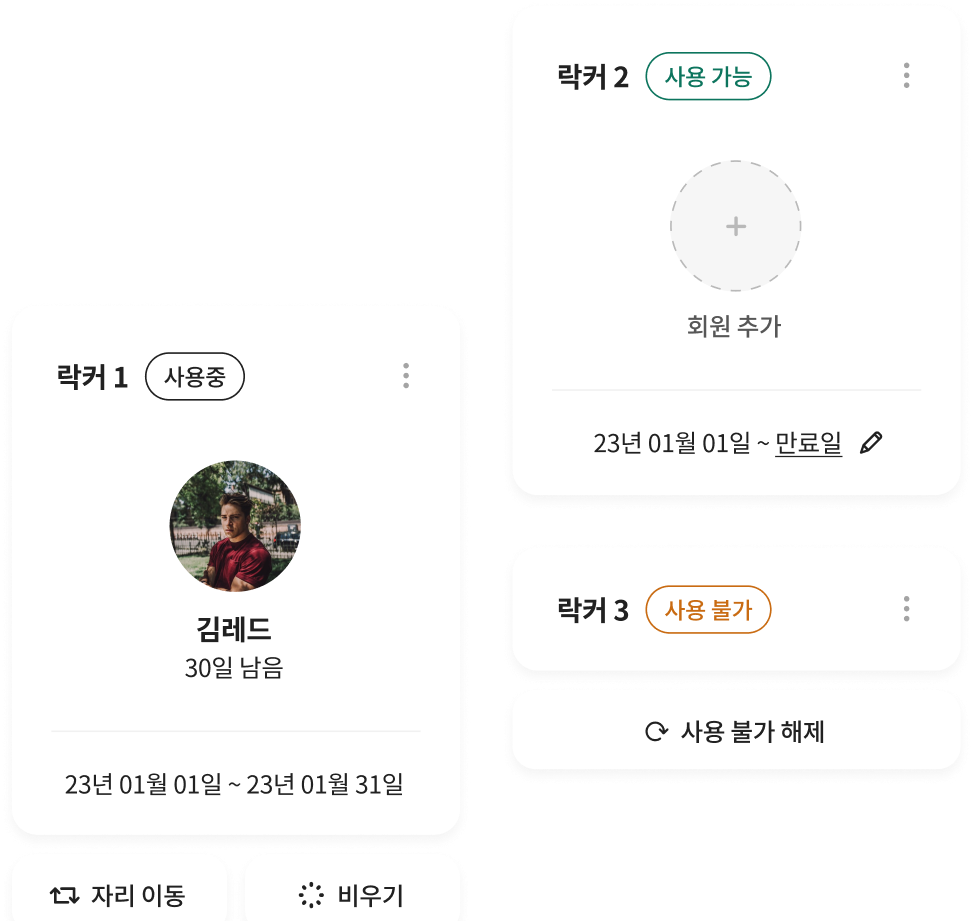 락커 1 사용중
김레드
30일 남음
23년 01월 01일 ~ 23년 01월 31일
자리 이동
비우기
락커 2 사용 가능
회원 추가
23년 01월 01일 ~ 만료일
락커 3 사용 불가
사용 불가 해제